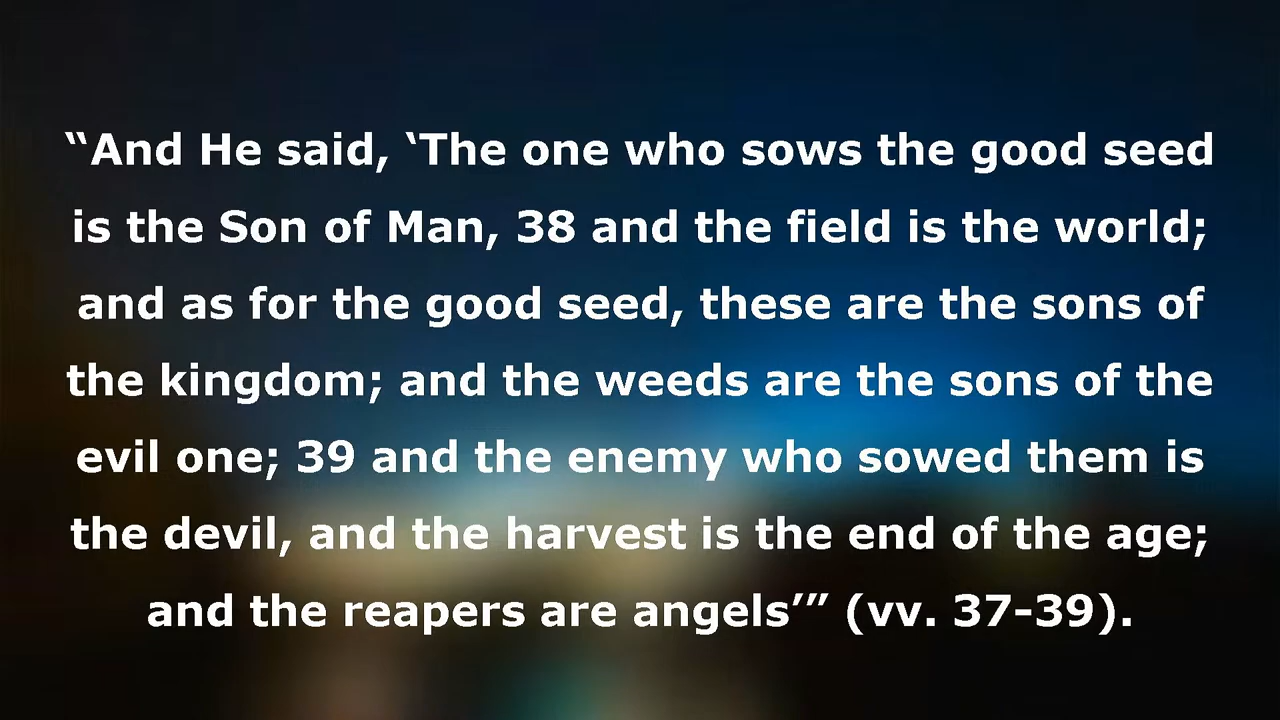 “And He said, ‘The one who sows the good seed
is the Son of Man, 38 and the field is the world;
and as for the good seed, these are the sons of
the kingdom; and the weeds are the sons of the
evil one; 39 and the enemy who sowed them is
the devil, and the harvest is the end of the age;
and the reapers are angels’” (vv. 37-39).